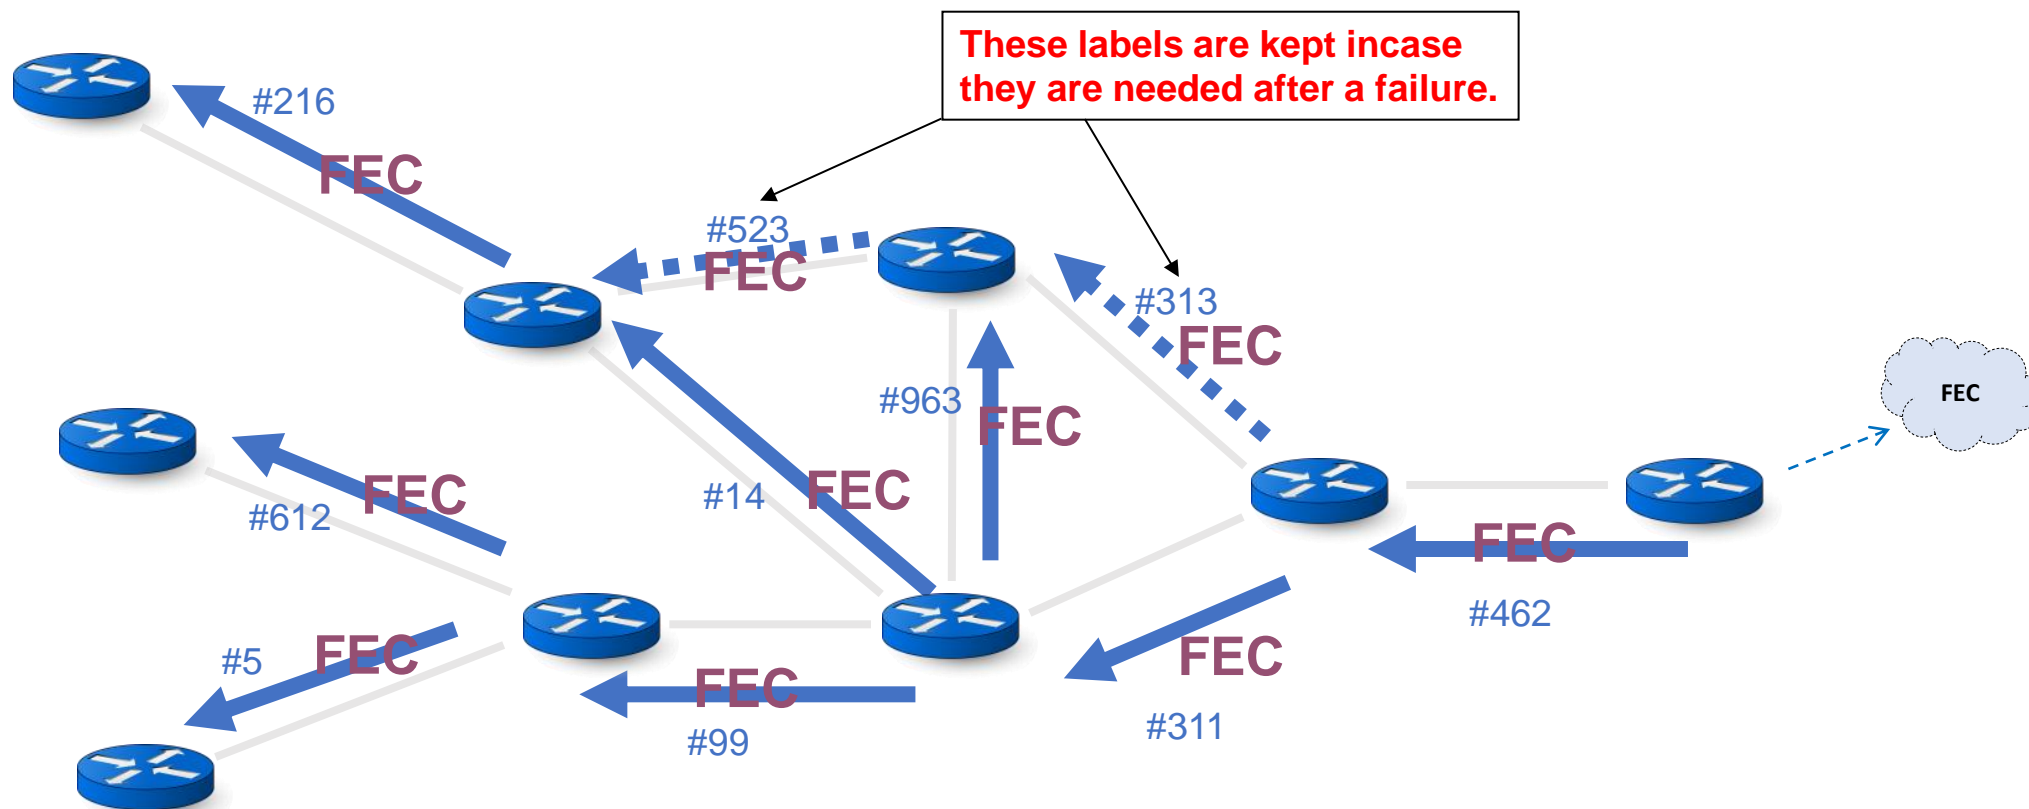 These labels are kept incase
they are needed after a failure.
#216
FEC
#523
FEC
#313
FEC
#963
FEC
FEC
#14
FEC
#612
FEC
#5
FEC
#99
FEC
#311
FEC
#462
FEC